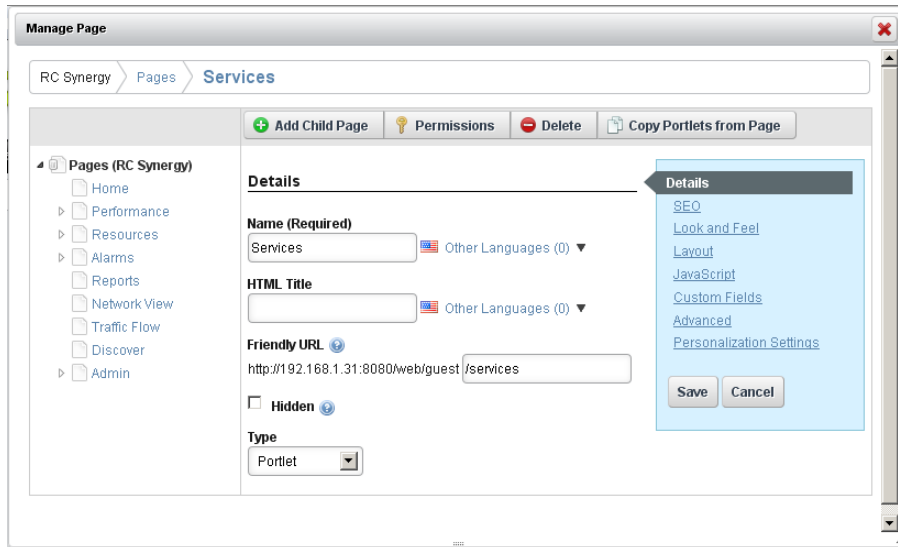 Manage Page
RC Synergy Pages Services
Add Child Page Permissions Delete Copy Portlets from Page
Pages (RC Synergy)
Home
Performance
Resources
Alarms
Reports
Network View
Traffic Flow
Discover
Admin
Details
Name (Required)
Services Other Languages (0)
HTML Title
Other Languages (0)
Friendly URL
http://192.168.1.31:8080/web/guest /services
Hidden
Type
Portlet
Details
SEO
Look and Feel
Layout
JavaScript
Custom Fields
Advanced
Personalization Settings
Save Cancel